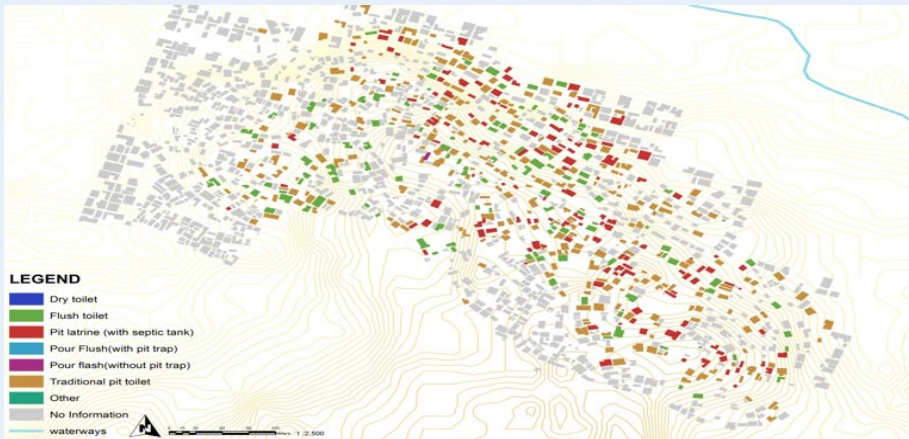 LEGEND
Dry toilet
Flush toilet
Pit latrine (with septic tank)
Pour Flush(with pit trap)
Pour flash(without pit trap)
Traditional pit toilet
Other
No Information
waterways
1:2,500